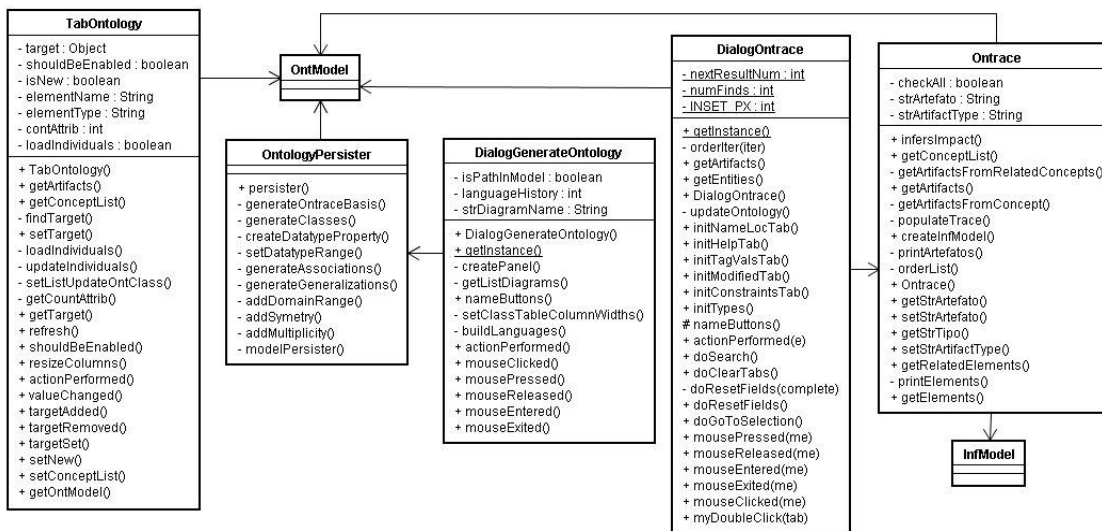 TabOntology
- target : Object
- shouldBeEnabled : boolean
- isNew : boolean
- elementName : String
- elementType : String
- contAttrib : int
- loadIndividuals : boolean
+ TabOntology()
+ getArtifacts()
+ getConceptList()
- findTarget()
+ setTarget()
- loadIndividuals()
- updateIndividuals()
- setListUpdateOntClass()
- getCountAttrib()
+ getTarget()
+ refresh()
+ shouldBeEnabled()
+ resizeColumns()
+ actionPerformed()
+ valueChanged()
+ targetAdded()
+ targetRemoved()
+ targetSet()
+ setNew()
+ setConceptList()
+ getOntModel()
OntModel
OntologyPersister
+ persister()
- generateOntraceBasis()
- generateClasses()
- createDatatypeProperty()
- setDatatypeRange()
- generateAssociations()
- generateGeneralizations()
- addDomainRange()
- addSymetry()
- addMultiplicity()
- modelPersister()
DialogGenerateOntology
- isPathInModel : boolean
- languageHistory : int
- strDiagramName : String
+ DialogGenerateOntology()
+ getInstance()
- createPanel()
- getListDiagrams()
+ nameButtons()
- setClassTableColumnWidths()
- buildLanguages()
+ actionPerformed()
+ mouseClicked()
+ mousePressed()
+ mouseReleased()
+ mouseEntered()
+ mouseExited()
DialogOntrace
- nextResultNum : int
- numFinds : int
- INSET_PX : int
+ getInstance()
- orderIter(iter)
+ getArtifacts()
+ getEntities()
+ DialogOntrace()
- updateOntology()
+ initNameLocTab()
+ initHelpTab()
+ initTagValsTab()
+ initModifiedTab()
+ initConstraintsTab()
+ initTypes()
# nameButtons()
+ actionPerformed(e)
+ doSearch()
+ doClearTabs()
- doResetFields(complete)
+ doResetFields()
+ doGoToSelection()
+ mousePressed(me)
+ mouseReleased(me)
+ mouseEntered(me)
+ mouseExited(me)
+ mouseClicked(me)
+ myDoubleClick(tab)
Ontrace
- checkAll : boolean
- strArtefato : String
- strArtifactType : String
+ infersImpact()
+ getConceptList()
- getArtifactsFromRelatedConcepts()
+ getArtifacts()
- getArtifactsFromConcept()
- populateTrace()
+ createInfModel()
- printArtefatos()
- orderList()
+ Ontrace()
+ getStrArtefato()
+ setStrArtefato()
+ getStrTipo()
+ setStrArtifactType()
+ getRelatedElements()
- printElements()
+ getElements()
InfModel